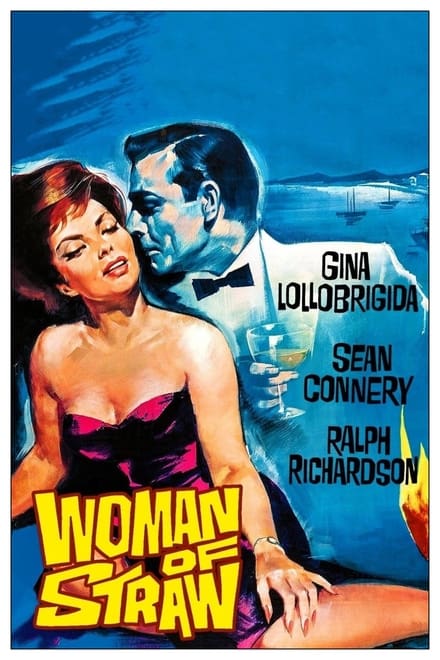 GINA
LOLLOBRIGIDA
SEAN
CONNERY
RALPH
RICHARDSON
WOMAN
OF
STRAW